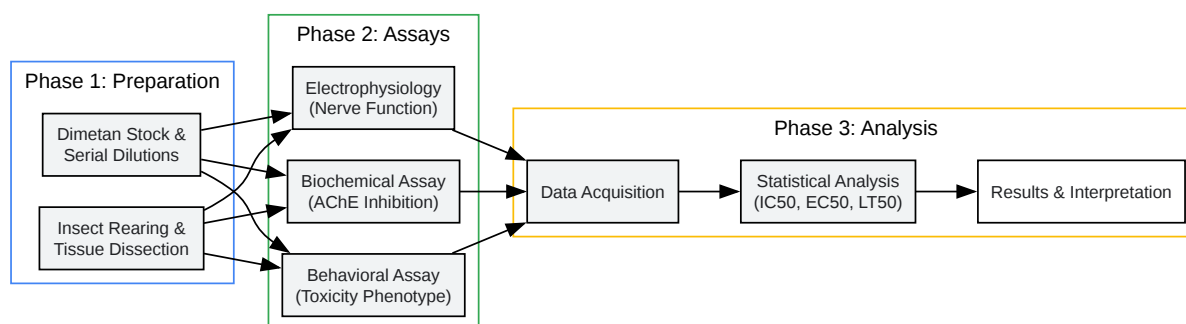 Phase 1: Preparation
Dimetan Stock &
Serial Dilutions
Insect Rearing &
Tissue Dissection
Phase 2: Assays
Electrophysiology
(Nerve Function)
Biochemical Assay
(AChE Inhibition)
Behavioral Assay
(Toxicity Phenotype)
Phase 3: Analysis
Data Acquisition
Statistical Analysis
(IC50, EC50, LT50)
Results & Interpretation